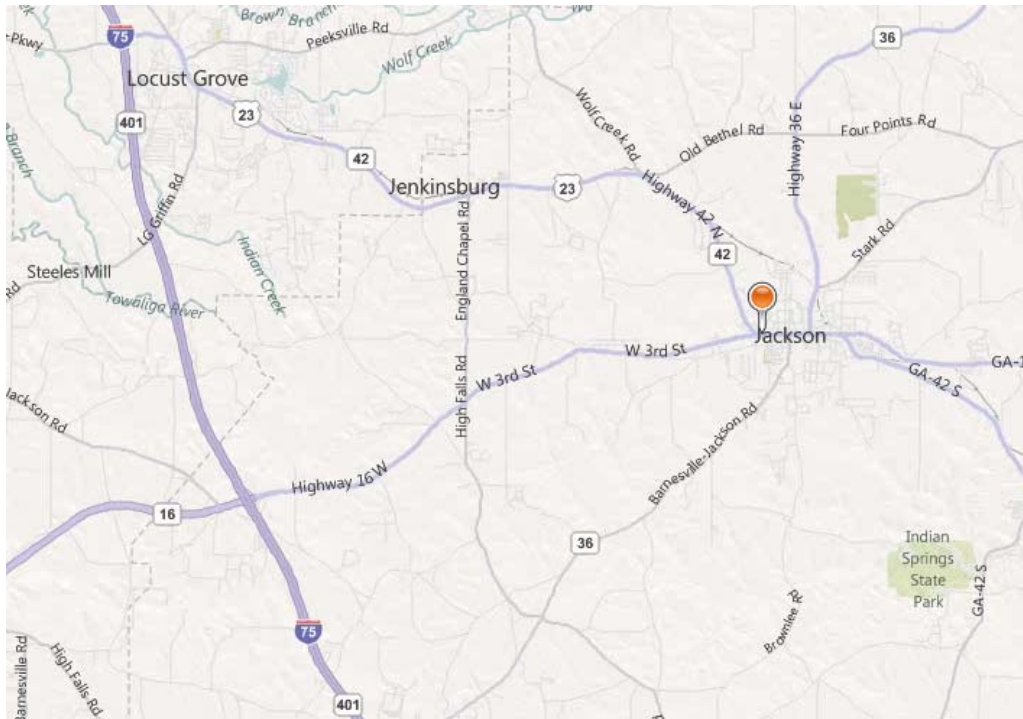 Brown Branch
75
-Pkwy
Peeksville Rd
Wolf Creek
36
Locust Grove
401
23
Wolf Creek Rd
Old Bethel Rd
Four Points Rd
Highway 36 E
42
Jenkinsburg
23
Highway 42 N
LG Griffin Rd
England Chapel Rd
Stark Rd
Indian Creek
42
Steeles Mill
Rd
Towaliga River
Jackson
W 3rd St
GA-1
GA-42 S
W 3rd St
High Falls Rd
Jackson Rd
Barnesville-Jackson Rd
Highway 16 W
16
36
Indian
Springs
State
Park
GA-42 S
Brownlee Rd
75
Barnesville Rd
High Falls Rd
401